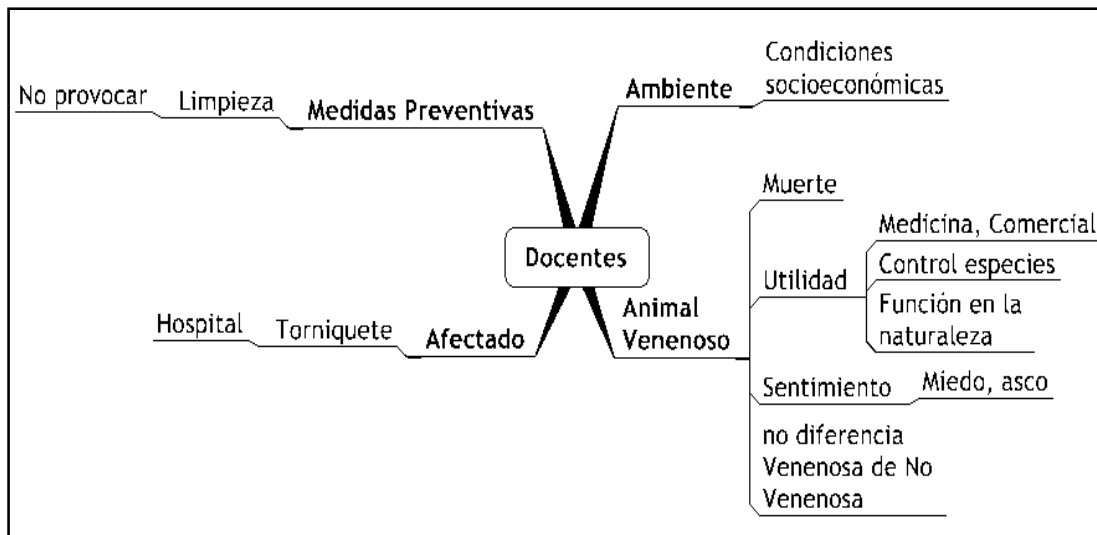 Condiciones
socioeconómicas
Ambiente
No provocar
Limpieza
Medidas Preventivas
Muerte
Medicina, Comercial
Docentes
Control especies
Utilidad
Función en la
naturaleza
Animal
Venenoso
Hospital
Torniquete
Afectado
Sentimiento
Miedo, asco
no diferencia
Venenosa de No
Venenosa